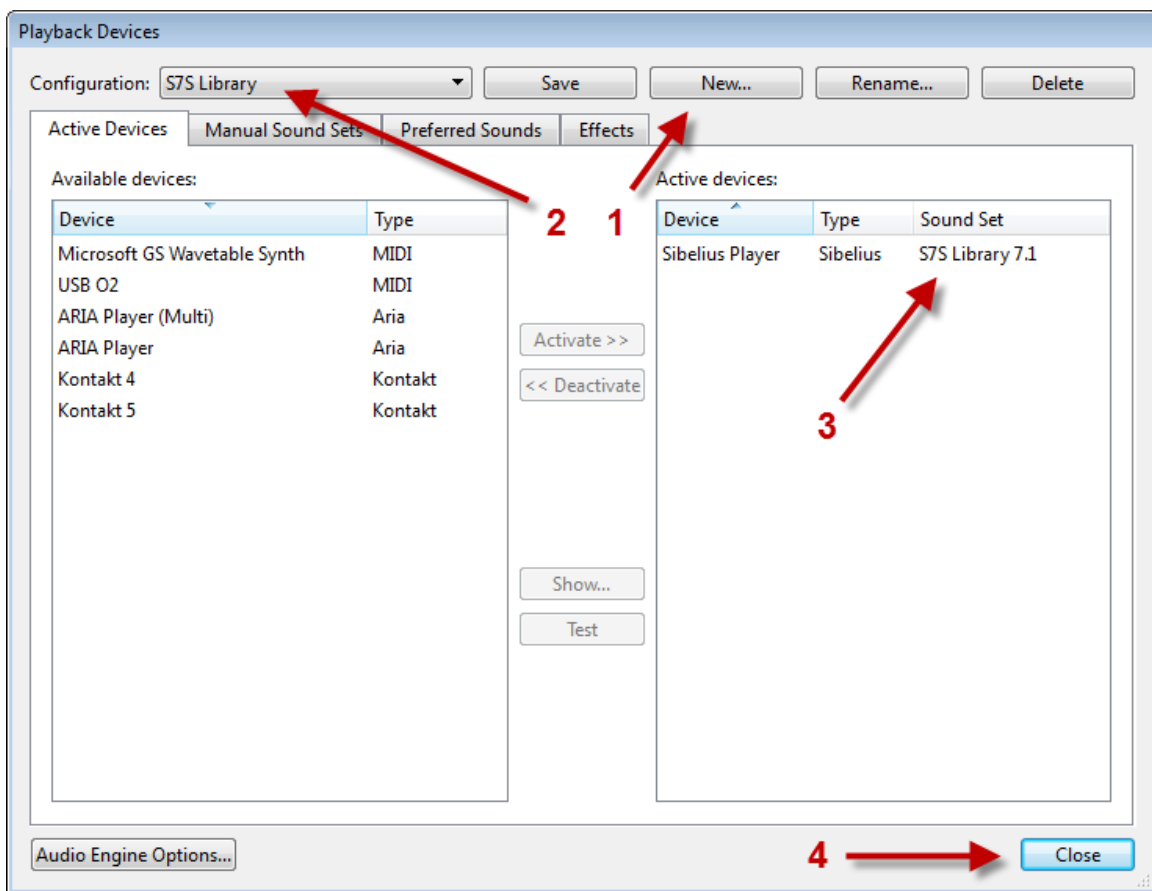 Playback Devices
Configuration: S7S Library Save New... Rename... Delete
Active Devices Manual Sound Sets Preferred Sounds Effects
Available devices: Active devices:
2 1
Device Type Device Type Sound Set
Microsoft GS Wavetable Synth MIDI Sibelius Player Sibelius S7S Library 7.1
USB O2 MIDI
ARIA Player (Multi) Aria
ARIA Player Aria
Activate >>
Kontakt 4 Kontakt
<< Deactivate
Kontakt 5 Kontakt
3
Show...
Test
Audio Engine Options... 4 Close